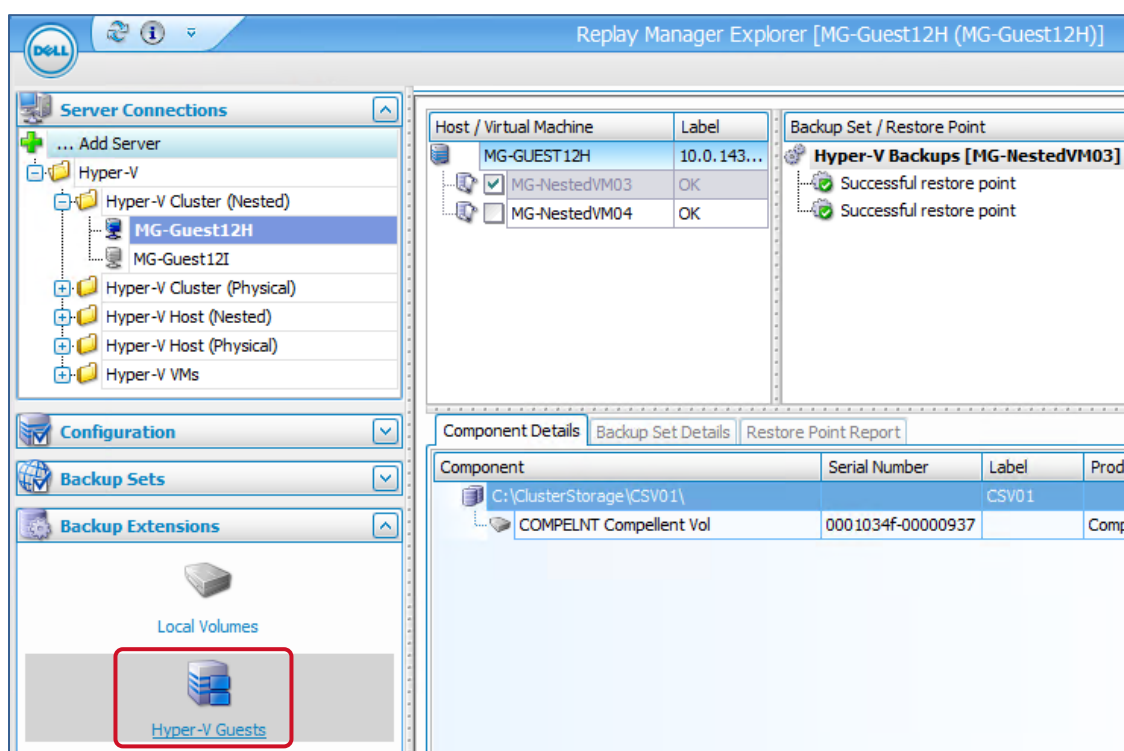 DELL
Replay Manager Explorer [MG-Guest12H (MG-Guest12H)]
Server Connections
... Add Server
Hyper-V
Hyper-V Cluster (Nested)
MG-Guest12H
MG-Guest12I
Hyper-V Cluster (Physical)
Hyper-V Host (Nested)
Hyper-V Host (Physical)
Hyper-V VMs
Configuration
Backup Sets
Backup Extensions
Local Volumes
Hyper-V Guests
Host / Virtual Machine Label
MG-GUEST12H 10.0.143...
MG-NestedVM03 OK
MG-NestedVM04 OK
Backup Set / Restore Point
Hyper-V Backups [MG-NestedVM03]
Successful restore point
Successful restore point
Component Details Backup Set Details Restore Point Report
Component Serial Number Label Prod
C:\ClusterStorage\CSV01\ CSV01
COMPELNT Compellent Vol 0001034f-00000937 Comp